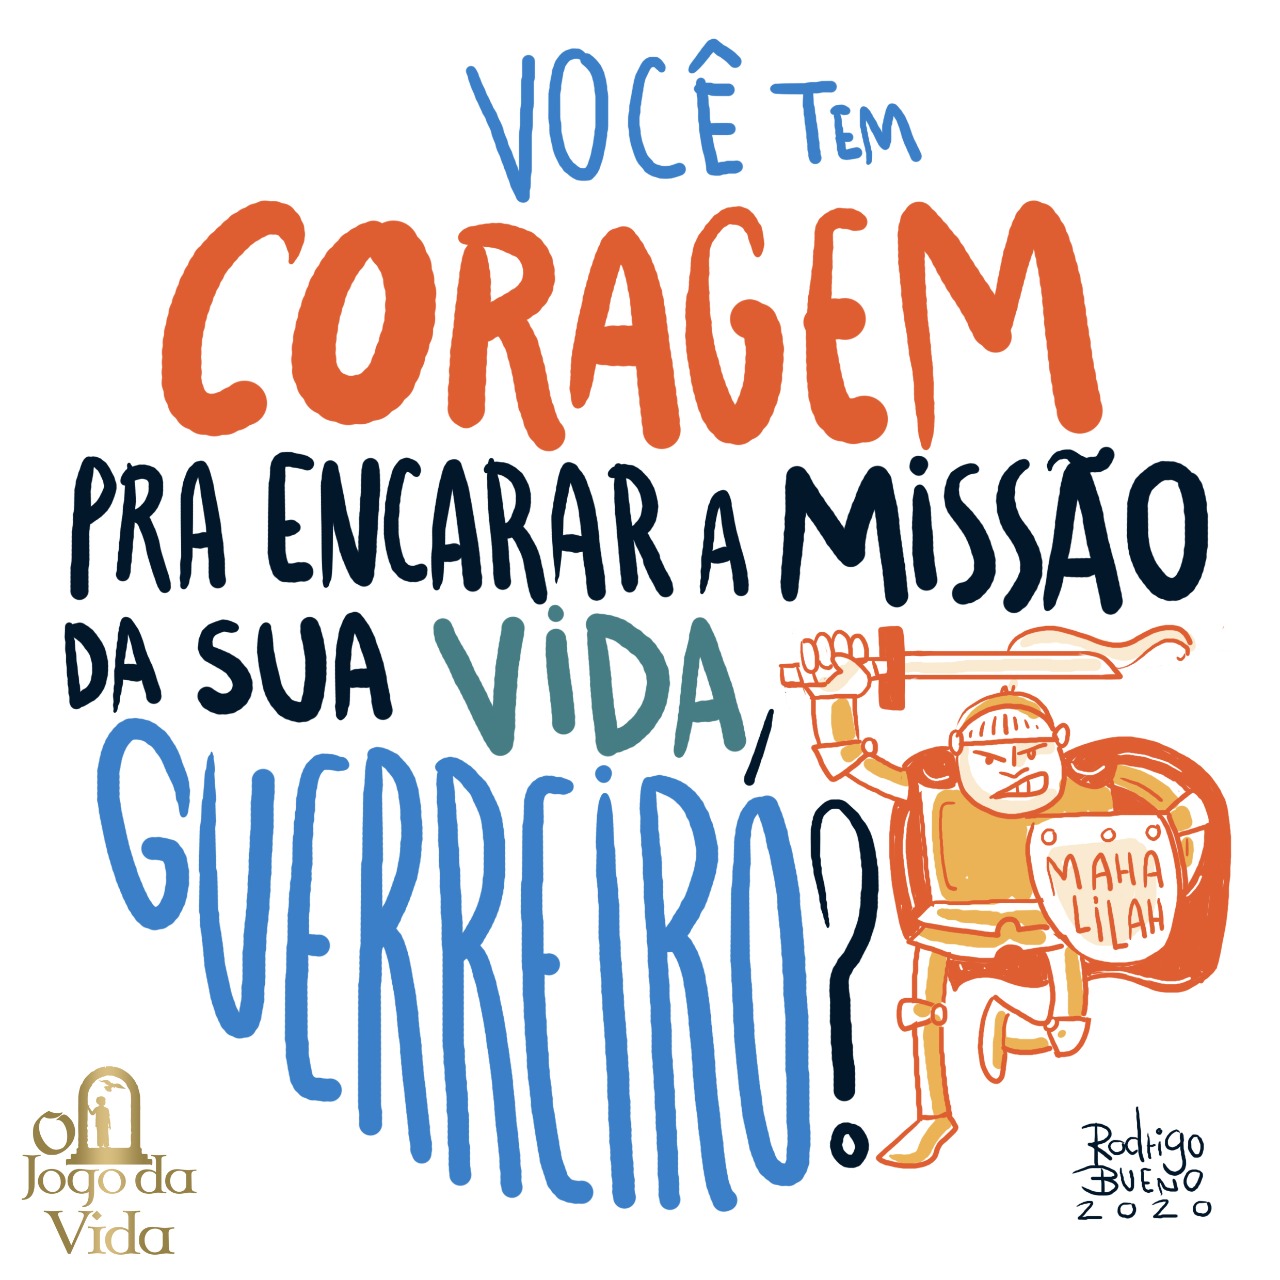 VOCÊ TEM
CORAGEM
PRA ENCARAR A MiSSÃO
DA SUA ViDA,
GUERREiRO?
MAHA
LiLAH
O
Jogo da
Vida
Rodrigo
BUENO
2020